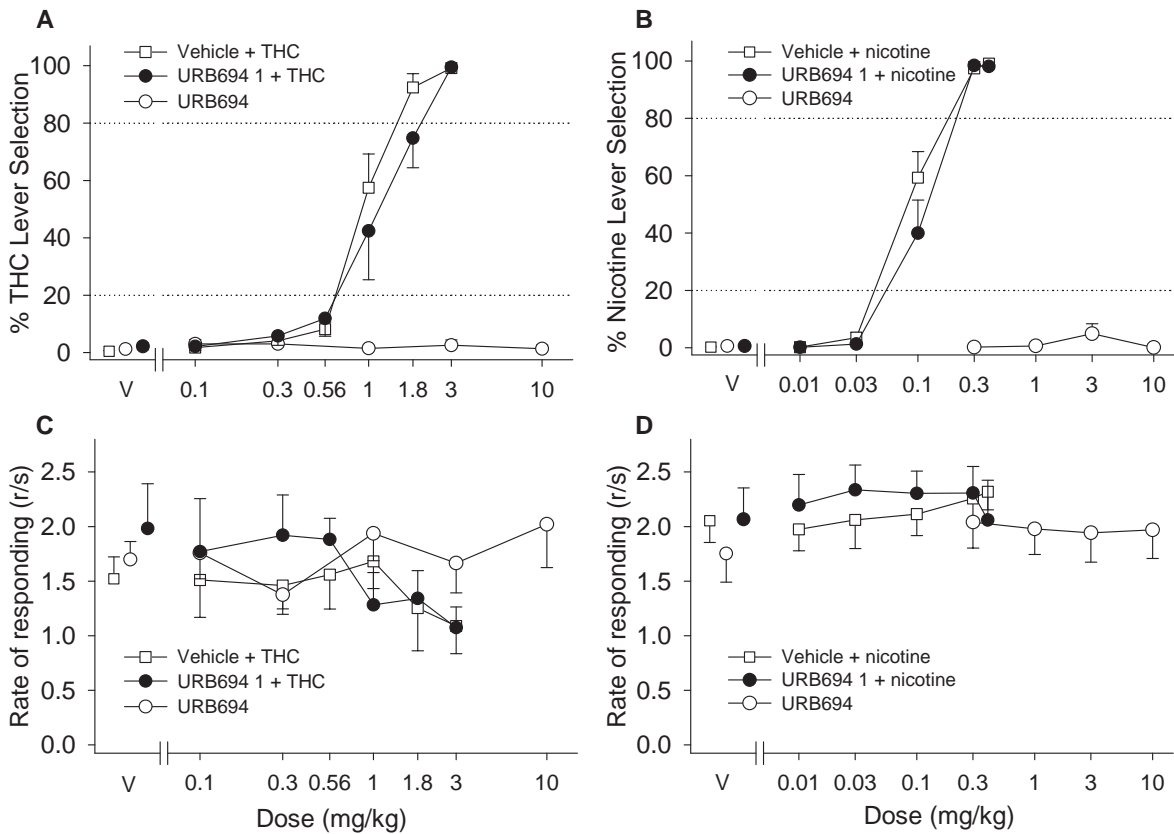 A
Vehicle + THC
URB694 1 + THC
URB694
% THC Lever Selection
100
80
60
40
20
0
V
0.1
0.3
0.56
1
1.8
3
10
B
Vehicle + nicotine
URB694 1 + nicotine
URB694
% Nicotine Lever Selection
100
80
60
40
20
0
V
0.01
0.03
0.1
0.3
1
3
10
C
Rate of responding (r/s)
2.5
2.0
1.5
1.0
0.5
0.0
Vehicle + THC
URB694 1 + THC
URB694
V
0.1
0.3
0.56
1
1.8
3
10
Dose (mg/kg)
D
Rate of responding (r/s)
2.5
2.0
1.5
1.0
0.5
0.0
Vehicle + nicotine
URB694 1 + nicotine
URB694
V
0.01
0.03
0.1
0.3
1
3
10
Dose (mg/kg)